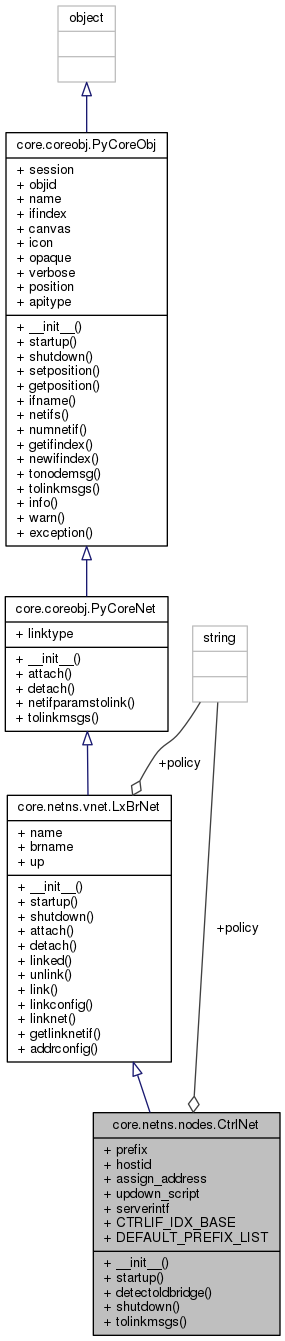 object
core.coreobj.PyCoreObj
+ session
+ objid
+ name
+ ifindex
+ canvas
+ icon
+ opaque
+ verbose
+ position
+ apitype
+ __init__()
+ startup()
+ shutdown()
+ setposition()
+ getposition()
+ ifname()
+ netifs()
+ numnetif()
+ getifindex()
+ newifindex()
+ tonodemsg()
+ tolinkmsgs()
+ info()
+ warn()
+ exception()
core.coreobj.PyCoreNet
+ linktype
+ __init__()
+ attach()
+ detach()
+ netifparamstolink()
+ tolinkmsgs()
string
+policy
core.netns.vnet.LxBrNet
+ name
+ brname
+ up
+ __init__()
+ startup()
+ shutdown()
+ attach()
+ detach()
+ linked()
+ unlink()
+ link()
+ linkconfig()
+ linknet()
+ getlinknetif()
+ addrconfig()
+policy
core.netns.nodes.CtrlNet
+ prefix
+ hostid
+ assign_address
+ updown_script
+ serverintf
+ CTRLIF_IDX_BASE
+ DEFAULT_PREFIX_LIST
+ __init__()
+ startup()
+ detectoldbridge()
+ shutdown()
+ tolinkmsgs()